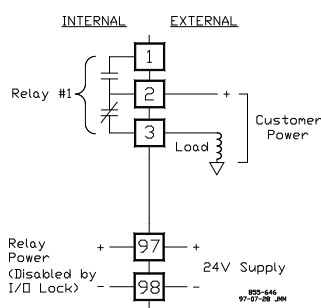 INTERNAL EXTERNAL
1
Relay #1
2
+
Customer
Power
3
Load
Relay
Power
(Disabled by
I/O Lock)
+ 97 +
- 98 -
24V Supply
855-646
97-07-28 JMM